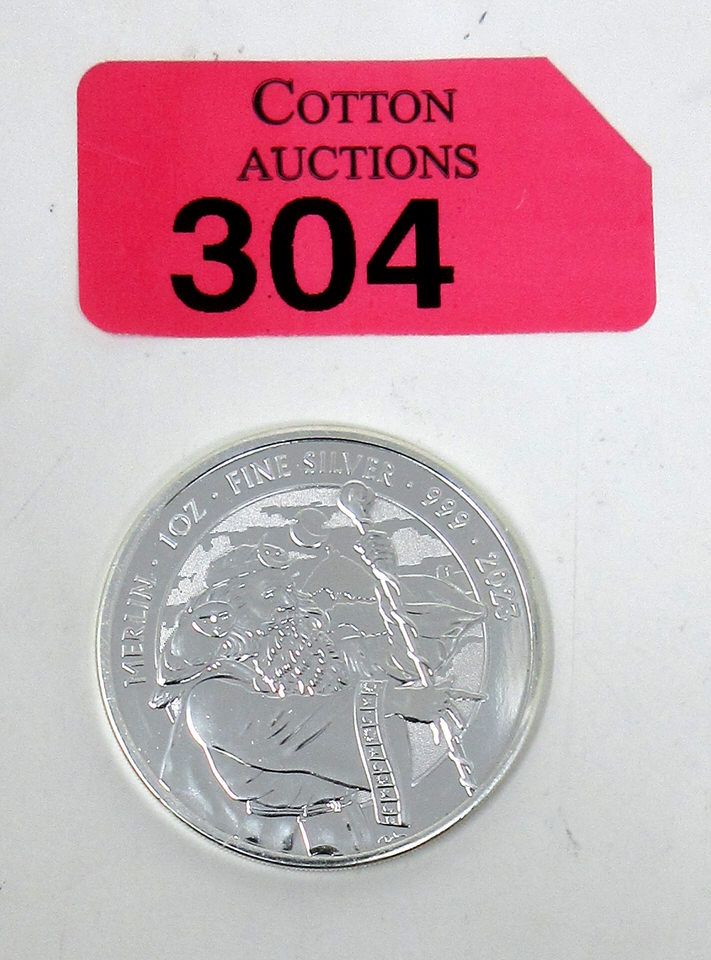 COTTON
AUCTIONS
304
MERLIN · 1OZ · FINE SILVER · 999 · 2023